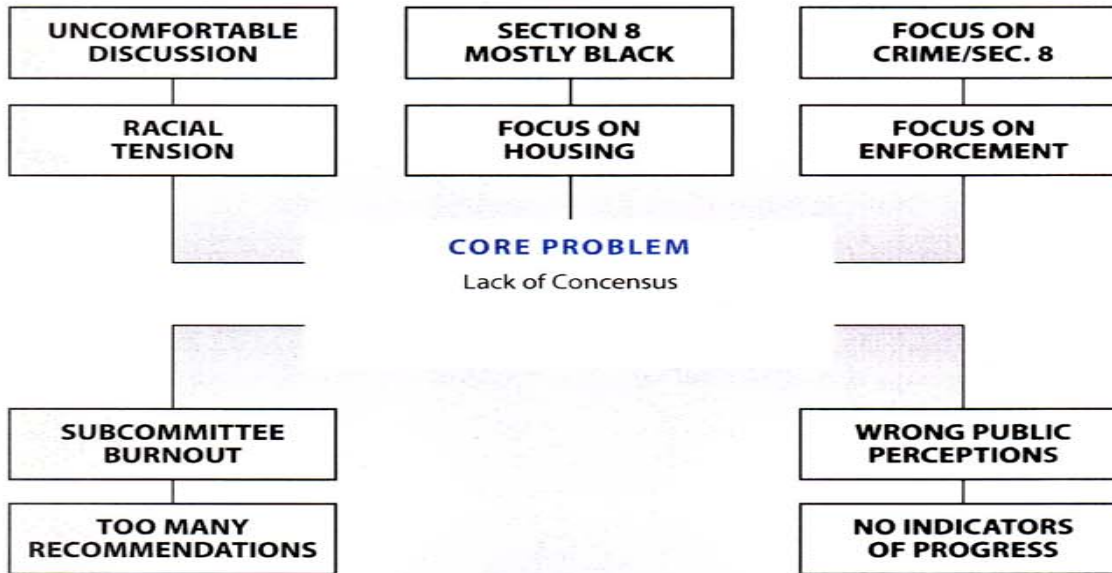 UNCOMFORTABLE
DISCUSSION
SECTION 8
MOSTLY BLACK
FOCUS ON
CRIME/SEC. 8
RACIAL
TENSION
FOCUS ON
HOUSING
FOCUS ON
ENFORCEMENT
CORE PROBLEM
Lack of Concensus
SUBCOMMITTEE
BURNOUT
WRONG PUBLIC
PERCEPTIONS
TOO MANY
RECOMMENDATIONS
NO INDICATORS
OF PROGRESS